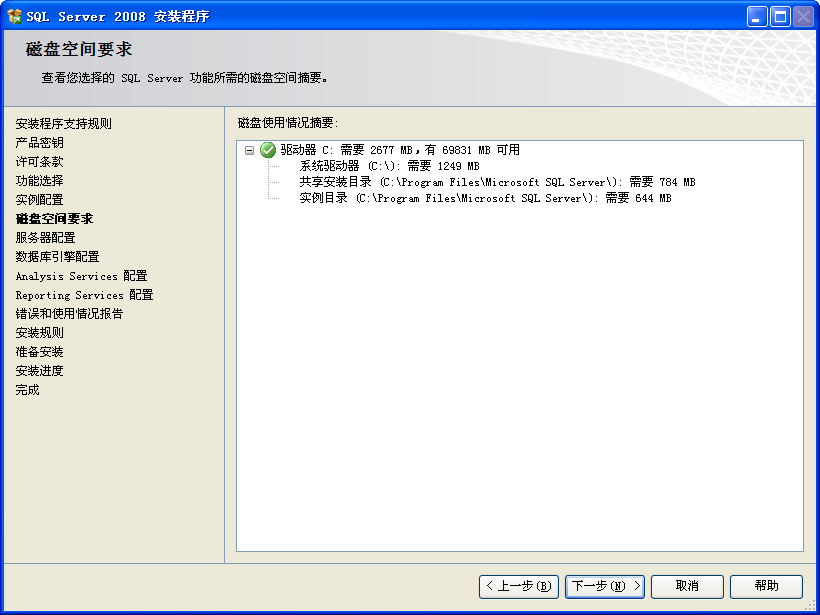 SQL Server 2008 安装程序
磁盘空间要求
查看您选择的 SQL Server 功能所需的磁盘空间摘要。
安装程序支持规则
产品密钥
许可条款
功能选择
实例配置
磁盘空间要求
服务器配置
数据库引擎配置
Analysis Services 配置
Reporting Services 配置
错误和使用情况报告
安装规则
准备安装
安装进度
完成
磁盘使用情况摘要:
驱动器 C: 需要 2677 MB，有 69831 MB 可用
系统驱动器 (C:\): 需要 1249 MB
共享安装目录 (C:\Program Files\Microsoft SQL Server\): 需要 784 MB
实例目录 (C:\Program Files\Microsoft SQL Server\): 需要 644 MB
< 上一步(B)
下一步(N) >
取消
帮助